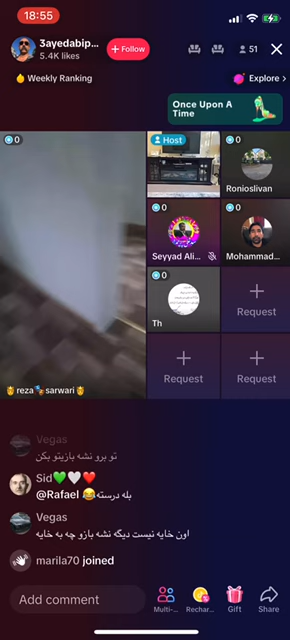 18:55
3ayedabip...
5.4K likes
+ Follow
51
Weekly Ranking
Explore >
Once Upon A
Time
0
Host
0
Ronioslivan
0
Seyyad Ali...
0
Mohammad...
0
Th
Request
Request
Request
reza sarwari
Vegas
تو برو نشه بازیتو بکن
Sid
@Rafael بله درسته
Vegas
اون خایه نیست دیگه نشه بازو چه به خایه
marila70 joined
Add comment
Multi-...
Rechar...
Gift
Share